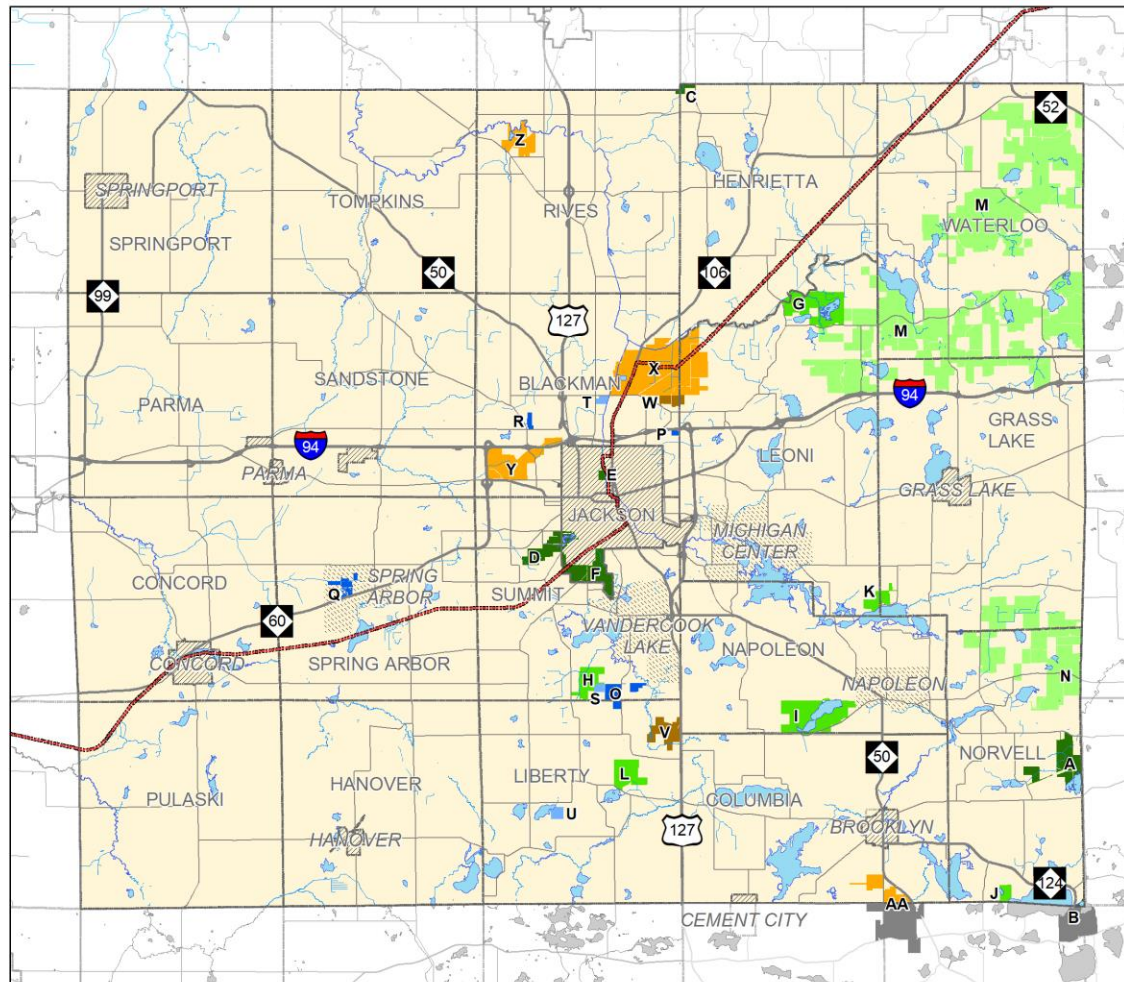 C
52
Z
HENRIETTA
SPRINGPORT
TOMPKINS
RIVES
M
WATERLOO
SPRINGPORT
50
106
99
127
G
M
SANDSTONE
BLACKMAN
X
PARMA
T
W
94
R
P
GRASS
LAKE
94
Y
E
LEONI
PARMA
GRASS LAKE
JACKSON
MICHIGAN
CENTER
D
CONCORD
SPRING
ARBOR
F
Q
SUMMIT
K
60
VANDERCOOK
LAKE
NAPOLEON
CONCORD
SPRING ARBOR
H
NAPOLEON
N
S
O
I
V
50
NORVELL
A
HANOVER
LIBERTY
L
PULASKI
COLUMBIA
U
127
BROOKLYN
HANOVER
124
J
AA
CEMENT CITY
B